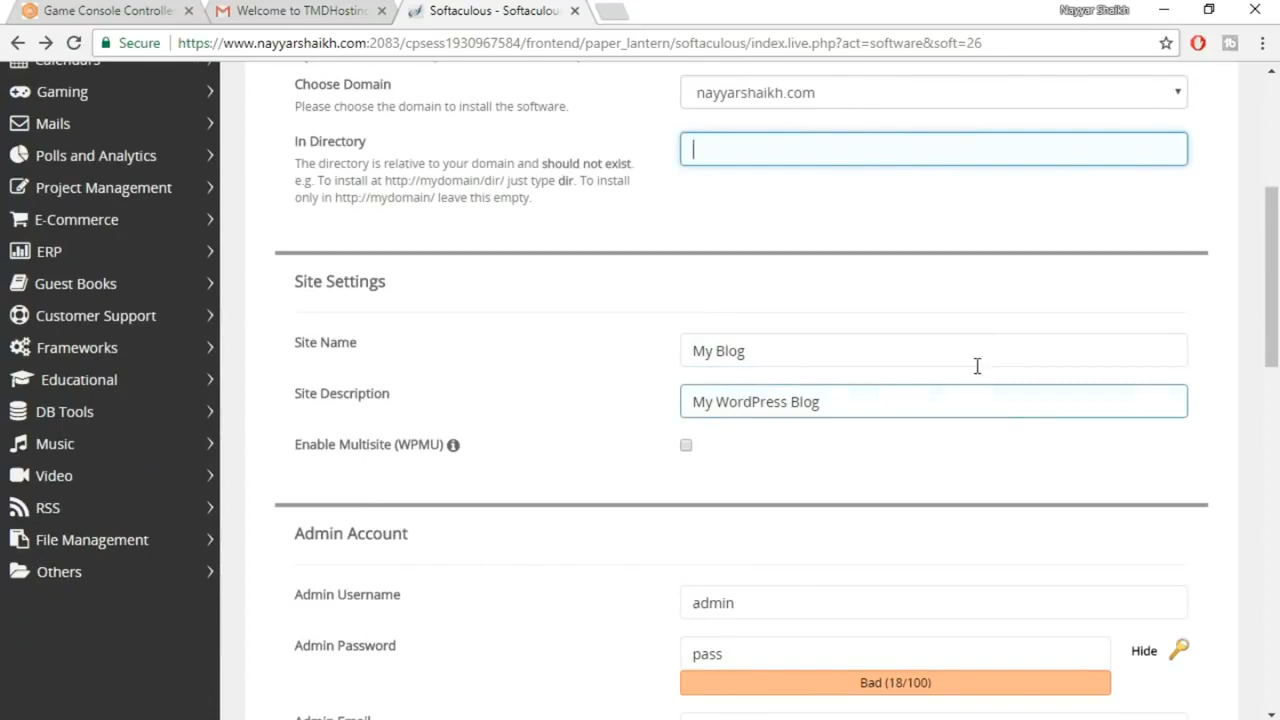 Game Console Controlle
Welcome to TMDHostin
Softaculous - Softaculou
Nayyar Shaikh
Secure
https://www.nayyarshaikh.com:2083/cpsess1930967584/frontend/paper_lantern/softaculous/index.live.php?act=software&soft=26
Calendars
Gaming
Mails
Polls and Analytics
Project Management
E-Commerce
ERP
Guest Books
Customer Support
Frameworks
Educational
DB Tools
Music
Video
RSS
File Management
Others
Choose Domain
Please choose the domain to install the software.
nayyarshaikh.com
In Directory
The directory is relative to your domain and should not exist.
e.g. To install at http://mydomain/dir/ just type dir. To install
only in http://mydomain/ leave this empty.
Site Settings
Site Name
My Blog
Site Description
My WordPress Blog
Enable Multisite (WPMU)
Admin Account
Admin Username
admin
Admin Password
pass
Hide
Bad (18/100)
Admin Email